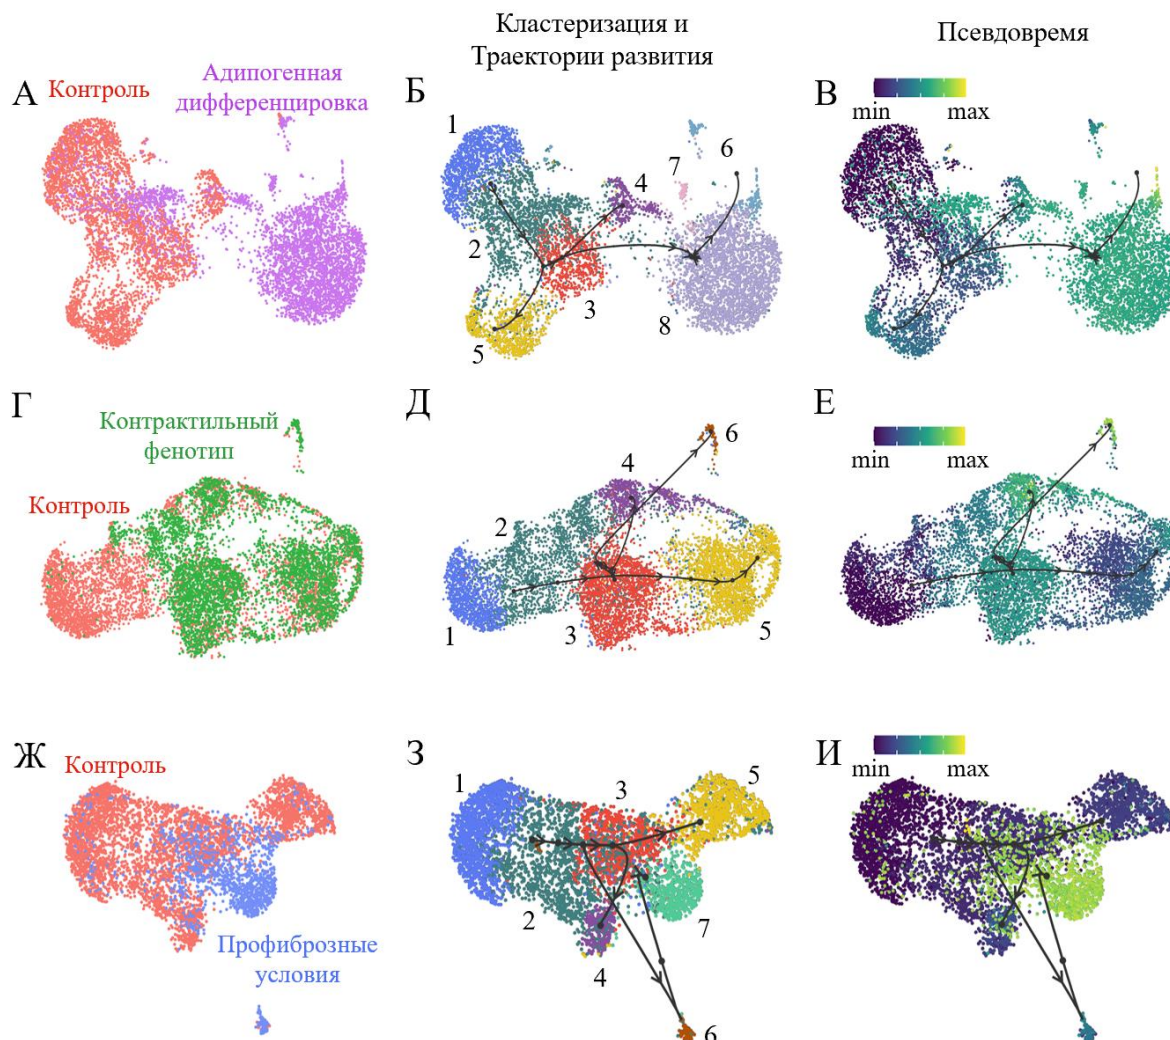 Кластеризация и
Траектории развития
Псевдовремя
А
Контроль
Адипогенная
дифференцировка
Б
1
2
3
4
5
6
7
8
В
min
max
Г
Контрактильный
фенотип
Контроль
Д
1
2
3
4
5
6
Е
min
max
Ж
Контроль
Профиброзные
условия
З
1
2
3
4
5
6
7
И
min
max